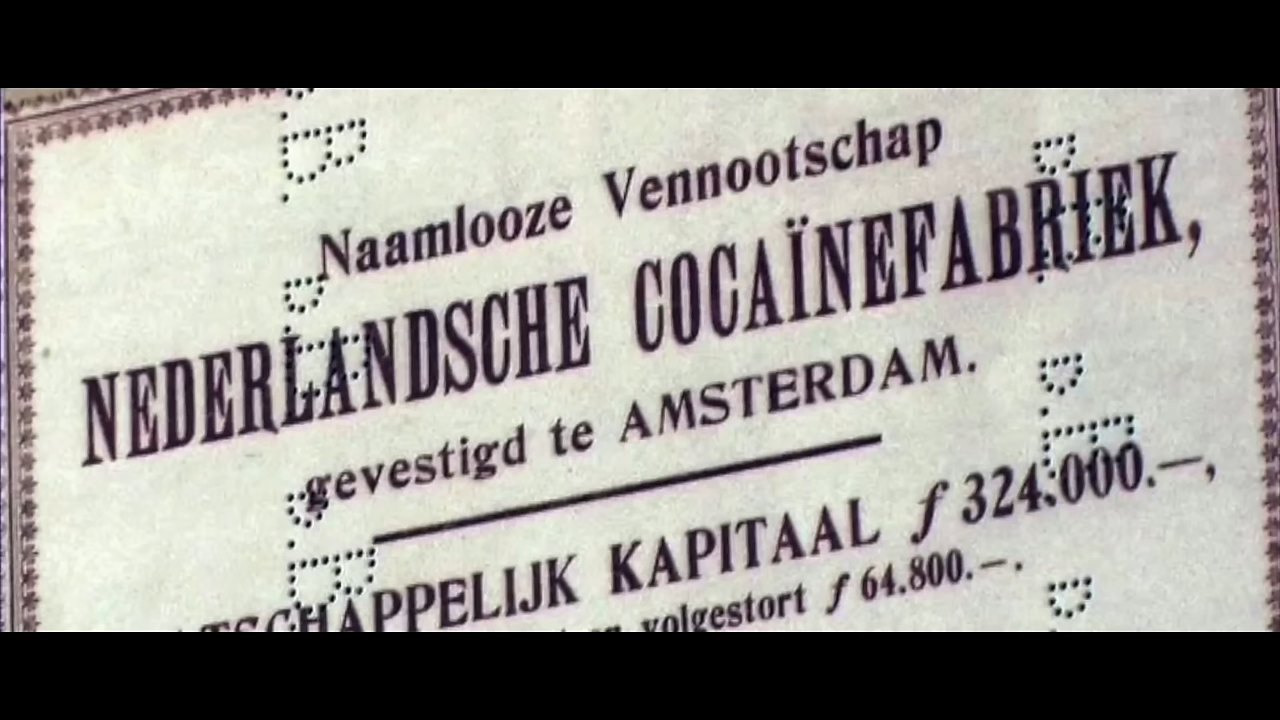 Naamlooze Vennootschap
NEDERLANDSCHE COCAÏNEFABRIEK,
gevestigd te AMSTERDAM.
KAPITAAL ƒ 324.000.—,
volgestort ƒ 64.800.—.